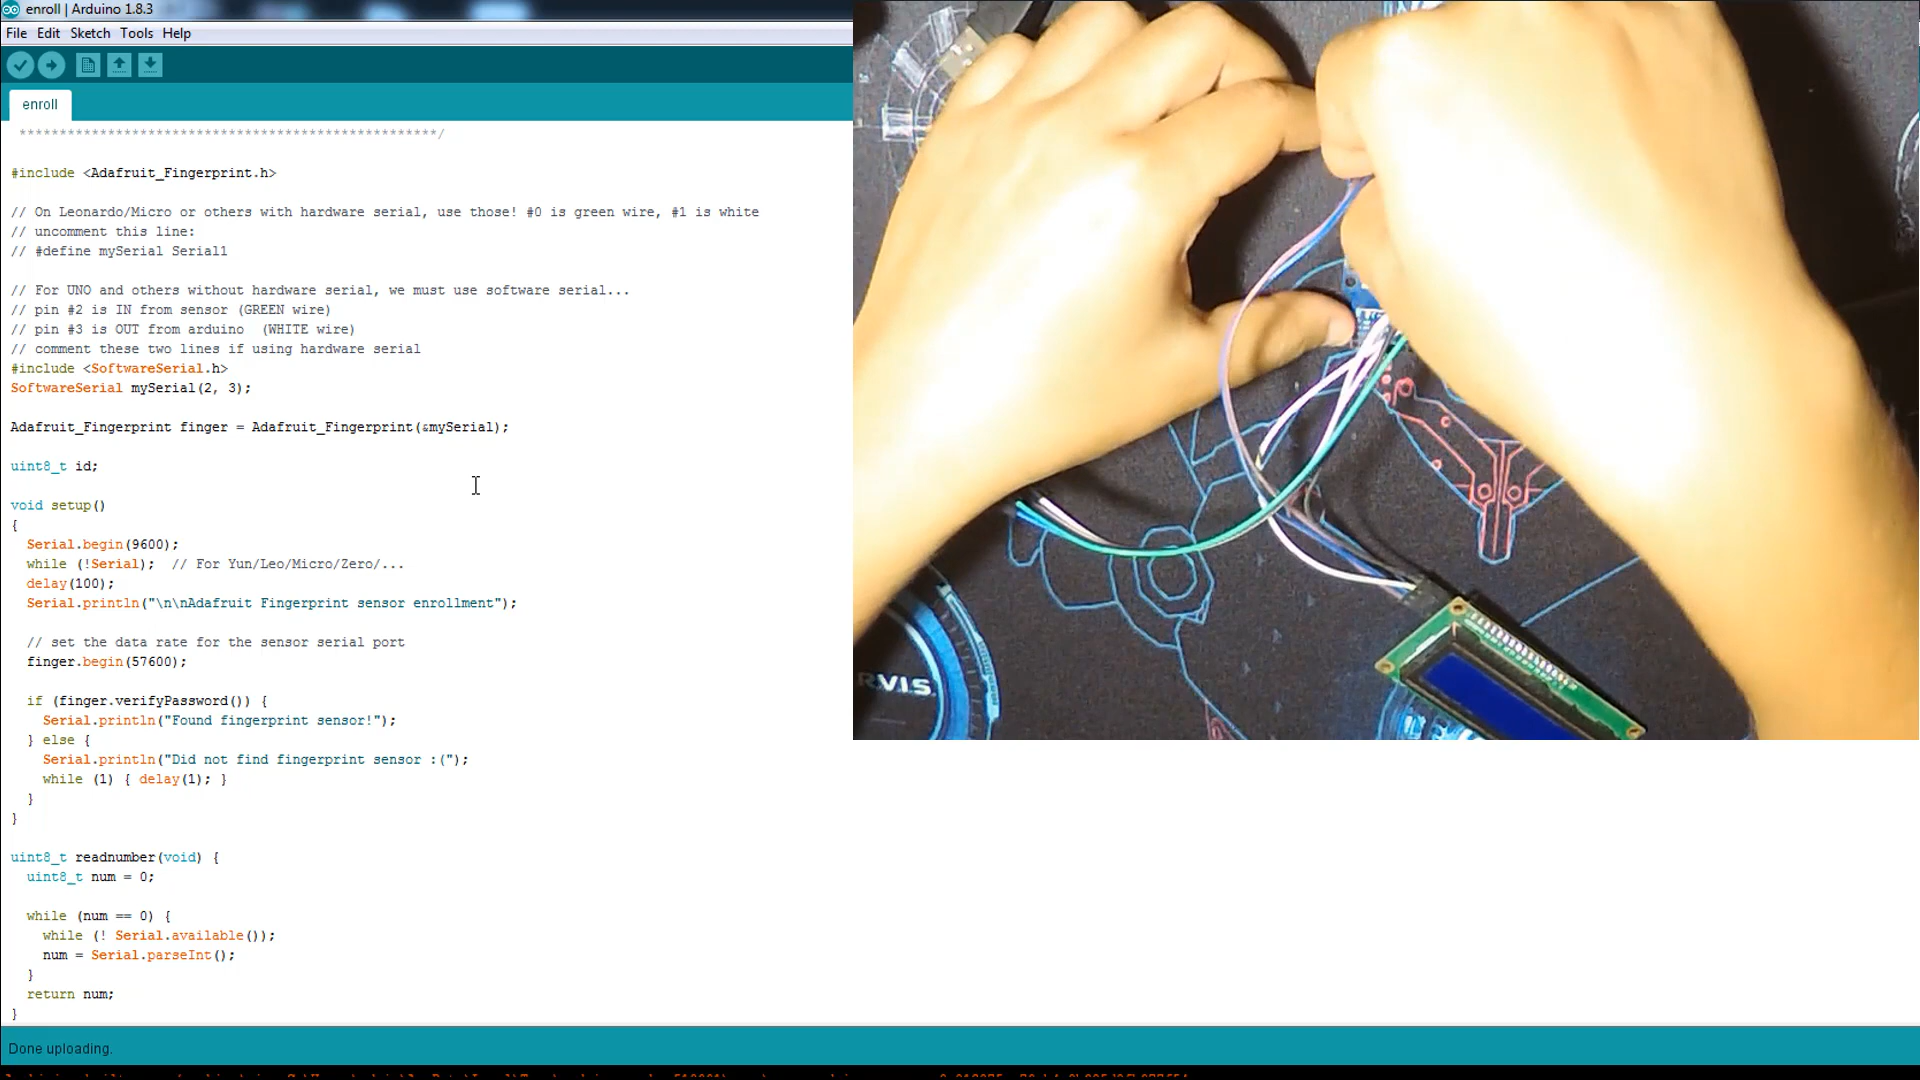 enroll | Arduino 1.8.3
File Edit Sketch Tools Help
enroll
****************************************************/
#include <Adafruit_Fingerprint.h>
// On Leonardo/Micro or others with hardware serial, use those! #0 is green wire, #1 is white
// uncomment this line:
// #define mySerial Serial1
// For UNO and others without hardware serial, we must use software serial...
// pin #2 is IN from sensor (GREEN wire)
// pin #3 is OUT from arduino  (WHITE wire)
// comment these two lines if using hardware serial
#include <SoftwareSerial.h>
SoftwareSerial mySerial(2, 3);
Adafruit_Fingerprint finger = Adafruit_Fingerprint(&mySerial);
uint8_t id;
void setup()
{
  Serial.begin(9600);
  while (!Serial);  // For Yun/Leo/Micro/Zero/...
  delay(100);
  Serial.println("\n\nAdafruit Fingerprint sensor enrollment");
  // set the data rate for the sensor serial port
  finger.begin(57600);
  if (finger.verifyPassword()) {
    Serial.println("Found fingerprint sensor!");
  } else {
    Serial.println("Did not find fingerprint sensor :(");
    while (1) { delay(1); }
  }
}
uint8_t readnumber(void) {
  uint8_t num = 0;
  while (num == 0) {
    while (! Serial.available());
    num = Serial.parseInt();
  }
  return num;
}
Done uploading.
RVIS.